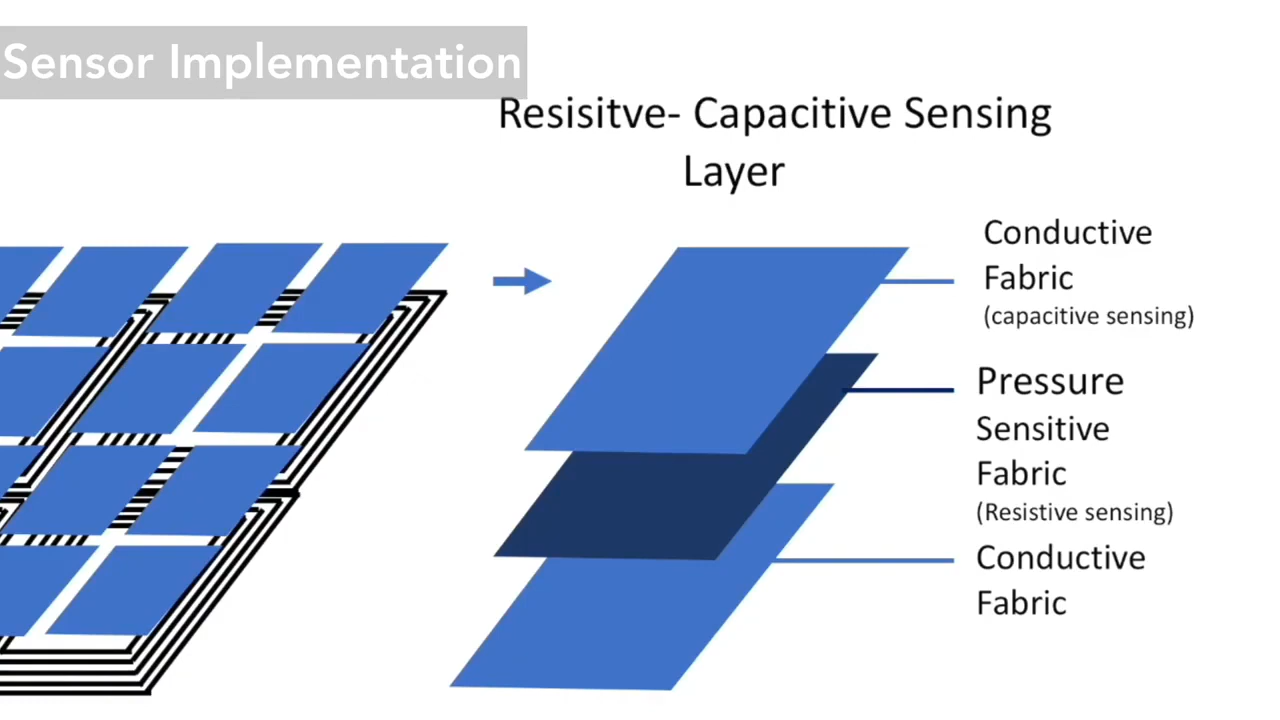 Sensor Implementation
Resisitve- Capacitive Sensing
Layer
Conductive
Fabric
(capacitive sensing)
Pressure
Sensitive
Fabric
(Resistive sensing)
Conductive
Fabric